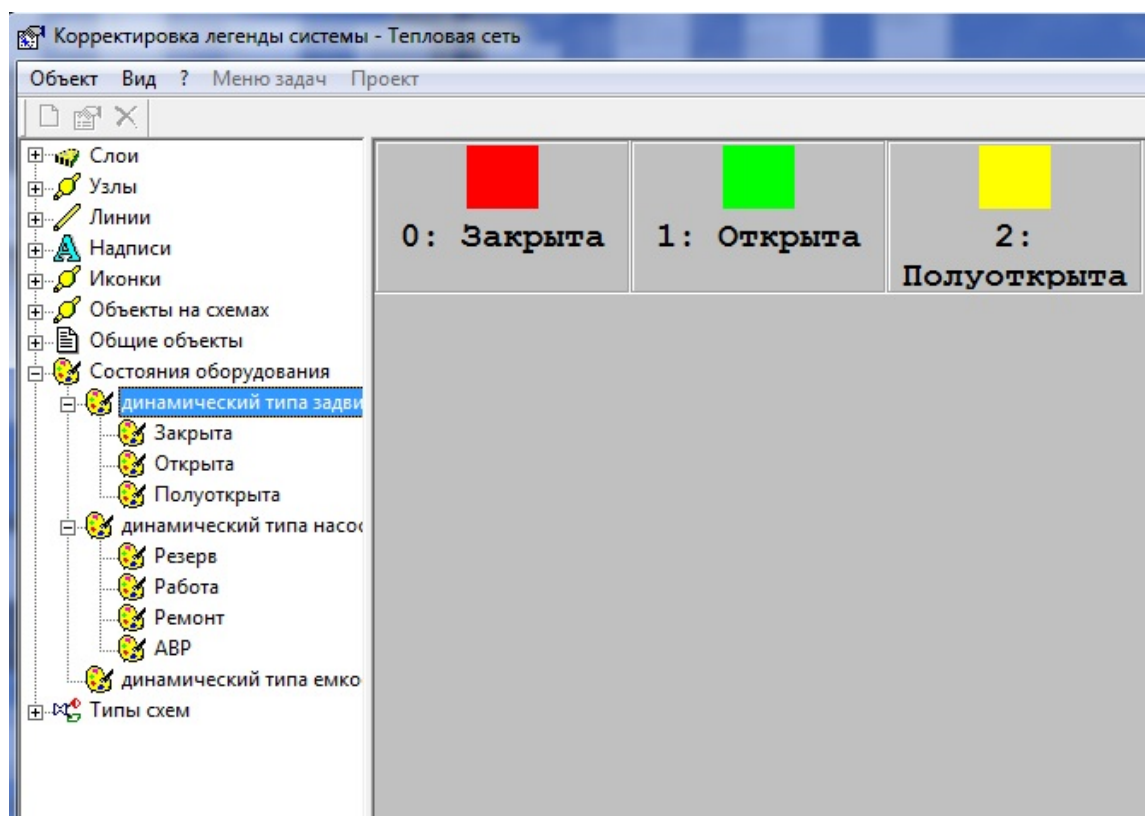 Корректировка легенды системы - Тепловая сеть
Объект Вид ? Меню задач Проект
Слои
Узлы
Линии
Надписи
Иконки
Объекты на схемах
Общие объекты
Состояния оборудования
динамический типа задви
Закрыта
Открыта
Полуоткрыта
динамический типа насос
Резерв
Работа
Ремонт
АВР
динамический типа емко
Типы схем
0: Закрыта
1: Открыта
2:
Полуоткрыта